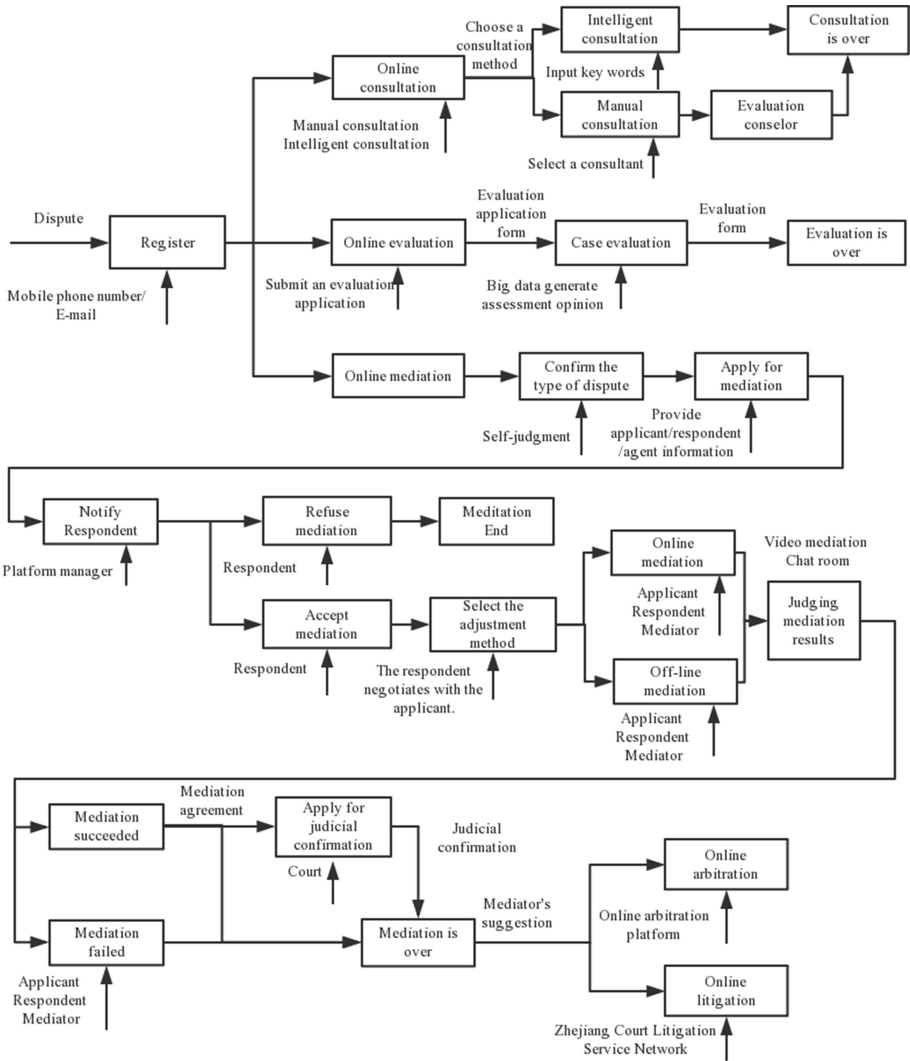 Choose a
consultation
method
Intelligent
consultation
Consultation
is over
Online
consultation
Input key words
Manual
consultation
Evaluation
conselor
Manual consultation
Intelligent consultation
Select a consultant
Dispute
Register
Mobile phone number/
E-mail
Online evaluation
Submit an evaluation
application
Evaluation
application
form
Case evaluation
Big data generate
assessment opinion
Evaluation
form
Evaluation is
over
Online mediation
Confirm the
type of dispute
Self-judgment
Apply for
mediation
Provide
applicant/respondent
/agent information
Notify
Respondent
Platform manager
Refuse
mediation
Respondent
Meditation
End
Accept
mediation
Respondent
Select the
adjustment
method
The respondent
negotiates with the
applicant.
Online
mediation
Applicant
Respondent
Mediator
Off-line
mediation
Applicant
Respondent
Mediator
Video mediation
Chat room
Judging
mediation
results
Mediation
succeeded
Mediation
agreement
Apply for
judicial
confirmation
Court
Judicial
confirmation
Mediation
failed
Applicant
Respondent
Mediator
Mediation is
over
Mediator's
suggestion
Online
arbitration
Online arbitration
platform
Online
litigation
Zhejiang Court Litigation
Service Network